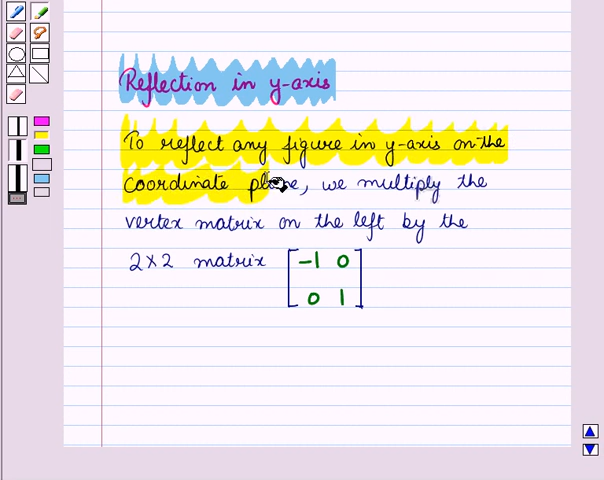 Reflection in y-axis
To reflect any figure in y-axis on the
coordinate plane, we multiply the
vertex matrix on the left by the
2×2 matrix [-1 0
0 1]